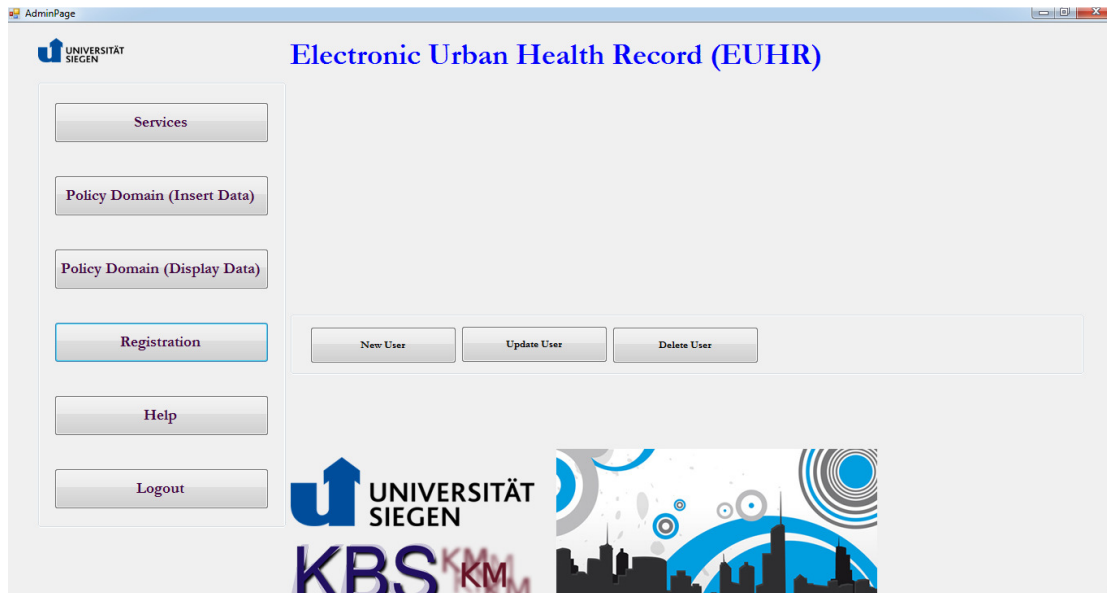 AdminPage
UNIVERSITÄT
SIEGEN
Electronic Urban Health Record (EUHR)
Services
Policy Domain (Insert Data)
Policy Domain (Display Data)
Registration
New User
Update User
Delete User
Help
Logout
UNIVERSITÄT
SIEGEN
KBS
KM